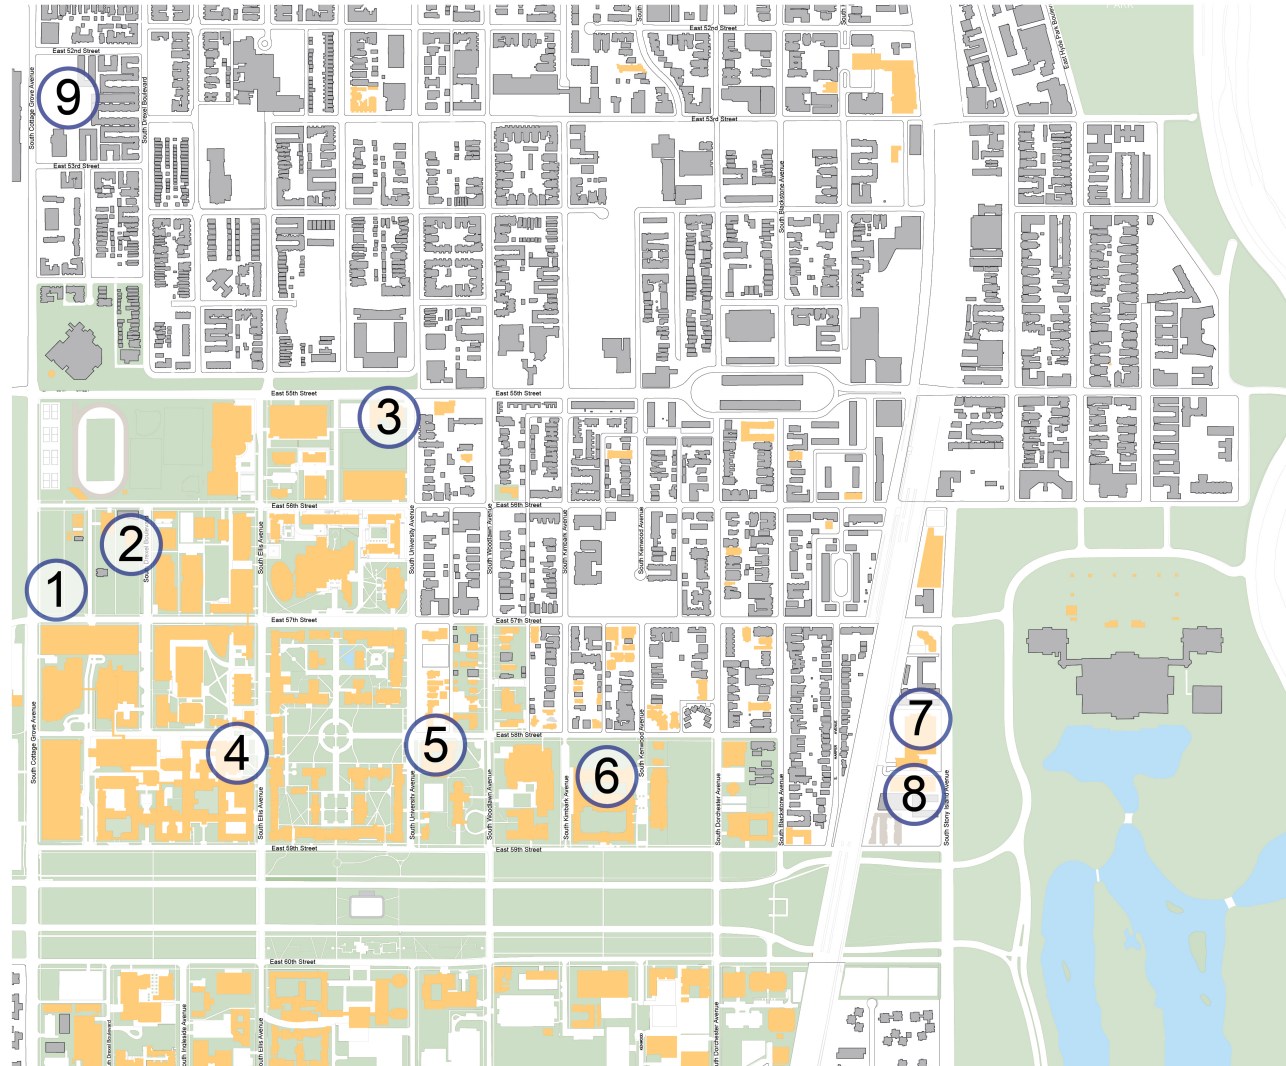 PARK
East 52nd Street
East 52nd Street
East Hyde Park Boulevard
South Cottage Grove Avenue
9
South Drexel Boulevard
East 53rd Street
East 53rd Street
South Blackstone Avenue
East 55th Street
East 55th Street
3
East 56th Street
East 56th Street
South University Avenue
South Woodlawn Avenue
South Kimbark Avenue
South Kenwood Avenue
South Ellis Avenue
2
1
East 57th Street
East 57th Street
South Cottage Grove Avenue
4
5
East 58th Street
6
South Kenwood Avenue
7
8
South Ellis Avenue
South University Avenue
South Woodlawn Avenue
South Kimbark Avenue
South Dorchester Avenue
South Blackstone Avenue
South Stony Island Avenue
East 59th Street
East 59th Street
East 60th Street
South Drexel Boulevard
South Ingleside Avenue
South Ellis Avenue
South Dorchester Avenue